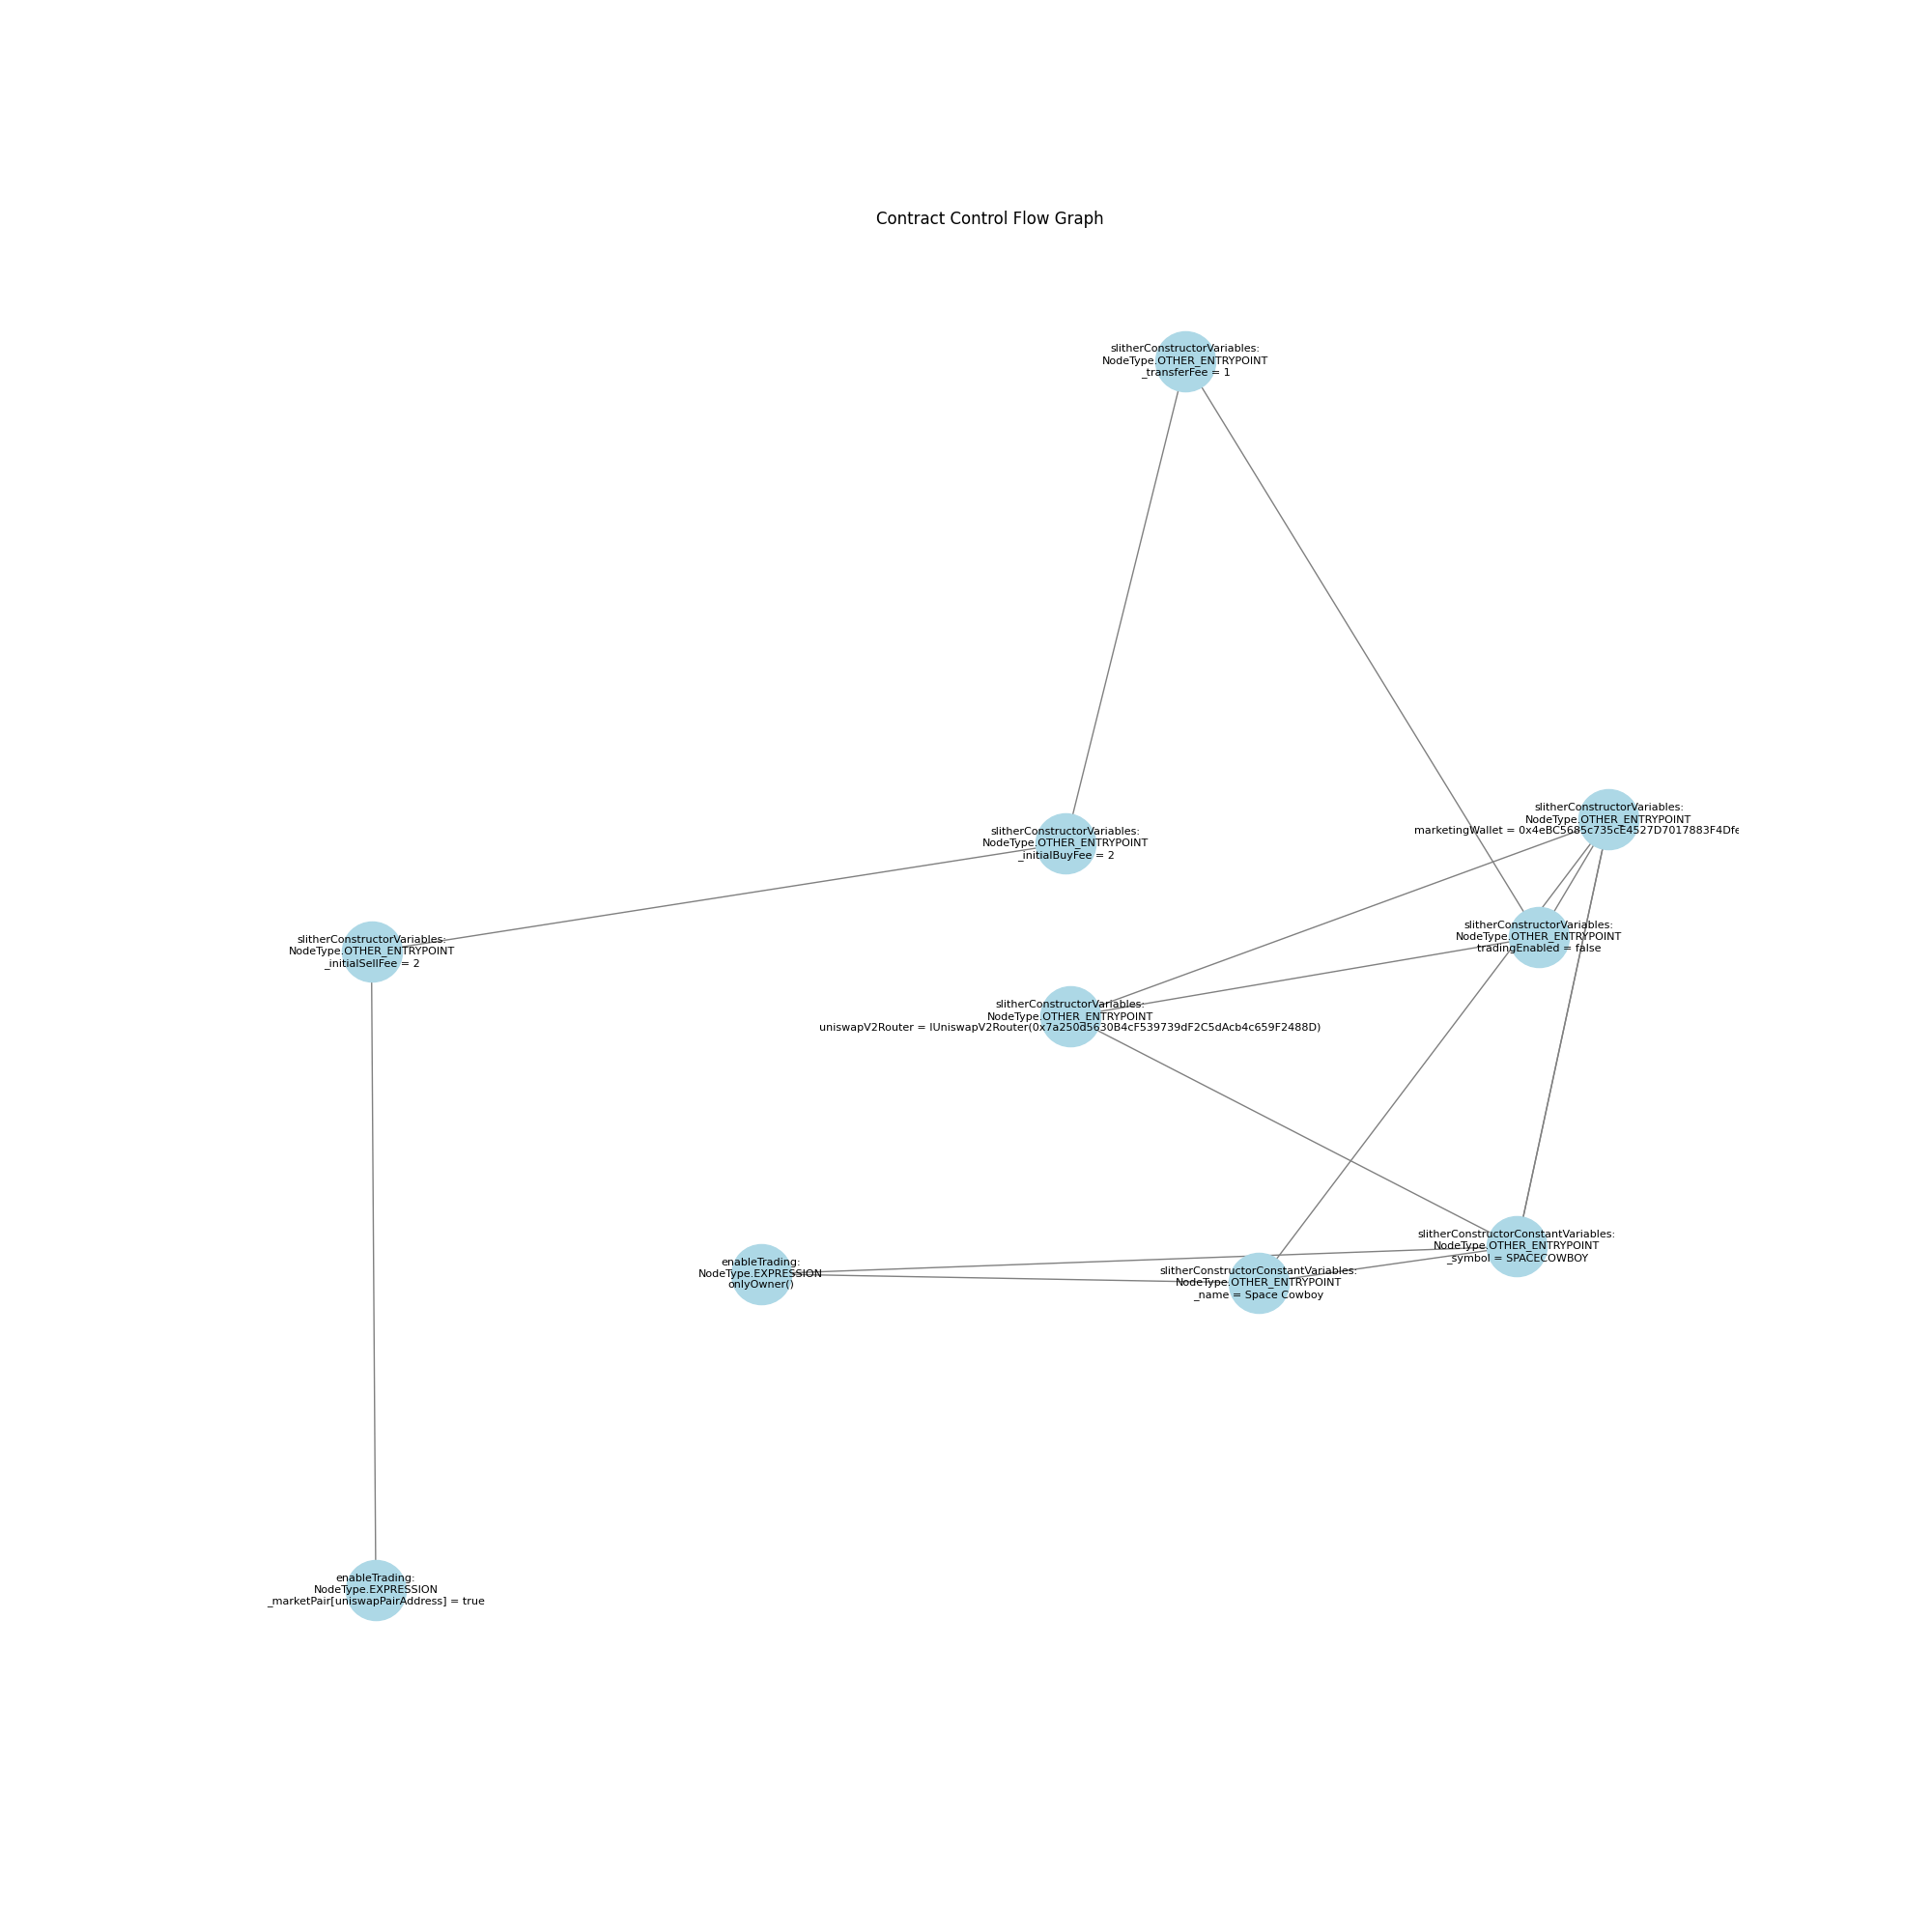 Contract Control Flow Graph
slitherConstructorVariables:
NodeType.OTHER_ENTRYPOINT
_transferFee = 1
slitherConstructorVariables:
NodeType.OTHER_ENTRYPOINT
marketingWallet = 0x4eBC5685c735cE4527D7017883F4Dfe
slitherConstructorVariables:
NodeType.OTHER_ENTRYPOINT
_initialBuyFee = 2
slitherConstructorVariables:
NodeType.OTHER_ENTRYPOINT
tradingEnabled = false
slitherConstructorVariables:
NodeType.OTHER_ENTRYPOINT
_initialSellFee = 2
slitherConstructorVariables:
NodeType.OTHER_ENTRYPOINT
uniswapV2Router = IUniswapV2Router(0x7a250d5630B4cF539739dF2C5dAcb4c659F2488D)
slitherConstructorConstantVariables:
NodeType.OTHER_ENTRYPOINT
_symbol = SPACECOWBOY
enableTrading:
NodeType.EXPRESSION
onlyOwner()
slitherConstructorConstantVariables:
NodeType.OTHER_ENTRYPOINT
_name = Space Cowboy
enableTrading:
NodeType.EXPRESSION
_marketPair[uniswapPairAddress] = true